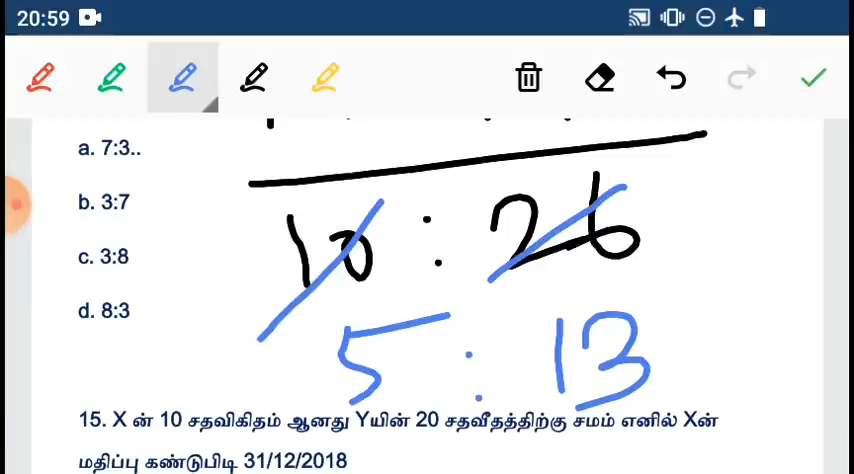 20:59
a. 7:3..
b. 3:7
10 : 26
c. 3:8
d. 8:3
5 : 13
15. X ன் 10 சதவிகிதம் ஆனது Yயின் 20 சதவீதத்திற்கு சமம் எனில் Xன்
மதிப்பு கண்டுபிடி 31/12/2018